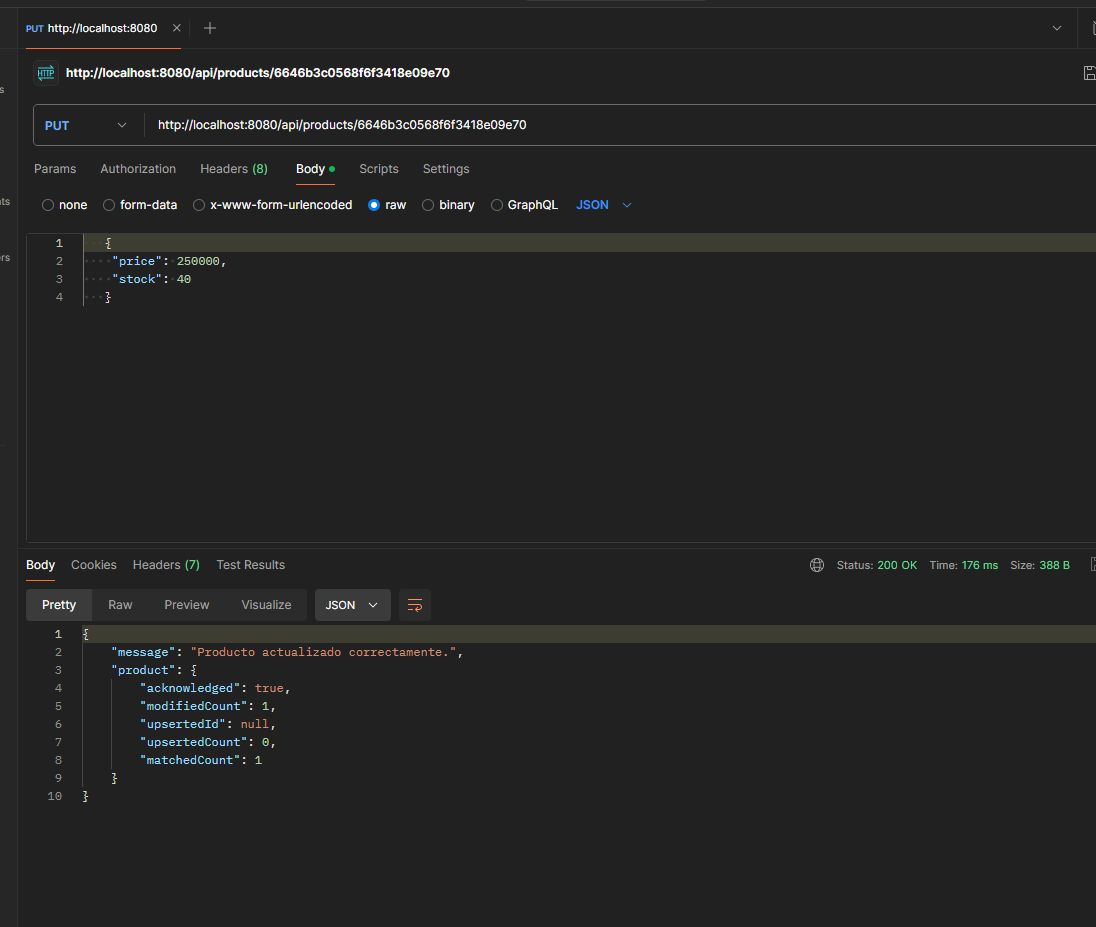 PUT http://localhost:8080
HTTP http://localhost:8080/api/products/6646b3c0568f6f3418e09e70
PUT http://localhost:8080/api/products/6646b3c0568f6f3418e09e70
Params Authorization Headers (8) Body Scripts Settings
none form-data x-www-form-urlencoded raw binary GraphQL JSON
1 {
2 "price": 250000,
3 "stock": 40
4 }
Body Cookies Headers (7) Test Results Status: 200 OK Time: 176 ms Size: 388 B
Pretty Raw Preview Visualize JSON
1 {
2 "message": "Producto actualizado correctamente.",
3 "product": {
4 "acknowledged": true,
5 "modifiedCount": 1,
6 "upsertedId": null,
7 "upsertedCount": 0,
8 "matchedCount": 1
9 }
10 }